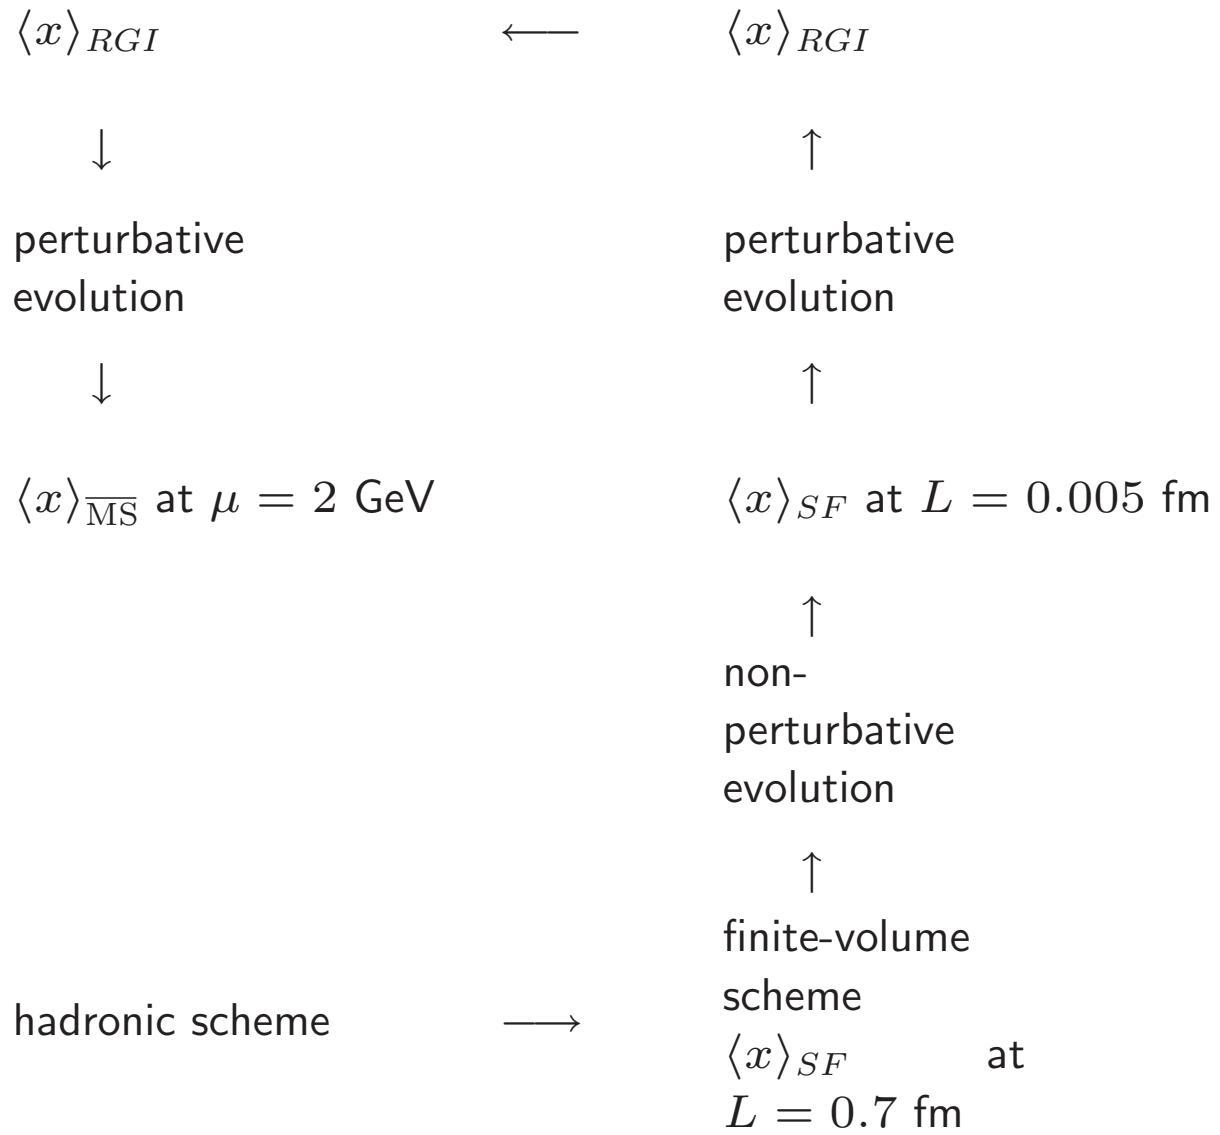 ⟨x⟩_{RGI} ⟵ ⟨x⟩_{RGI}
↓ ↑
perturbative perturbative
evolution evolution
↓ ↑
⟨x⟩_{\overline{MS}} at μ = 2 GeV ⟨x⟩_{SF} at L = 0.005 fm
↑
non-
perturbative
evolution
↑
finite-volume
scheme
hadronic scheme ⟶
⟨x⟩_{SF} at
L = 0.7 fm